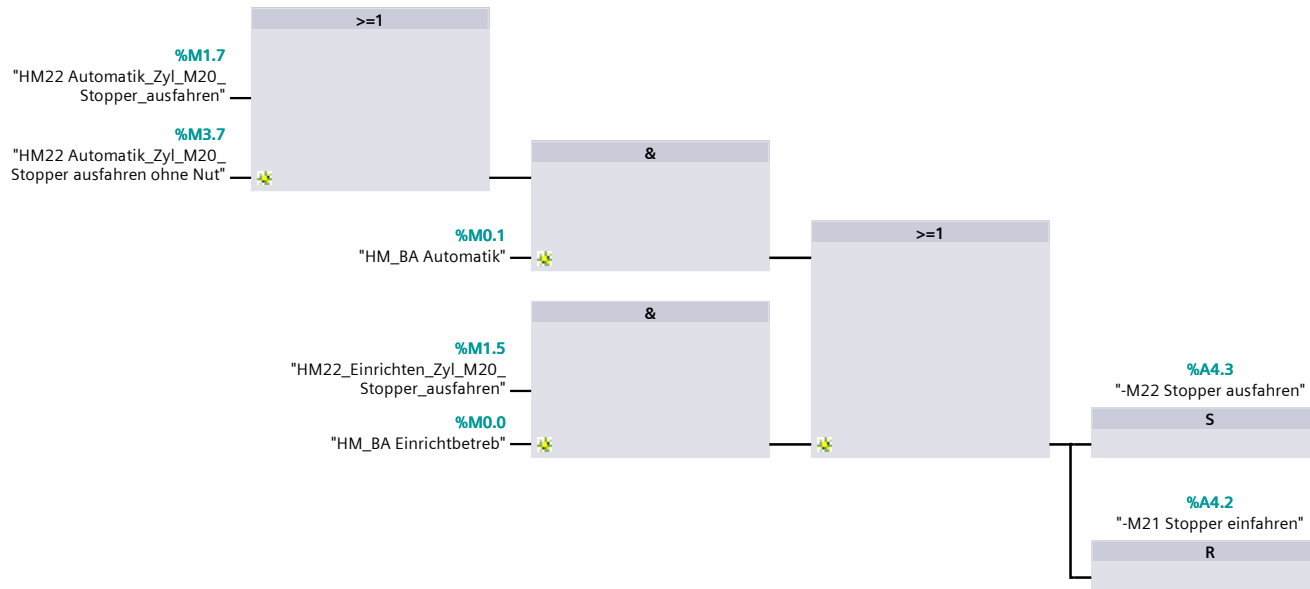 >=1
%M1.7
"HM22 Automatik_Zyl_M20_
Stopper_ausfahren"
%M3.7
"HM22 Automatik_Zyl_M20_
Stopper ausfahren ohne Nut"
&
%M0.1
"HM_BA Automatik"
>=1
&
%M1.5
"HM22_Einrichten_Zyl_M20_
Stopper_ausfahren"
%M0.0
"HM_BA Einrichtbetreb"
%A4.3
"-M22 Stopper ausfahren"
S
%A4.2
"-M21 Stopper einfahren"
R